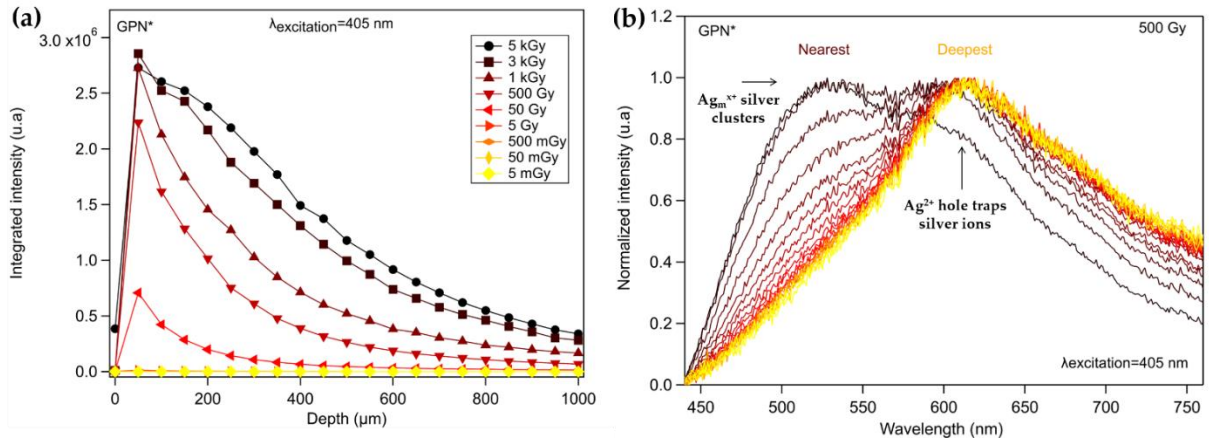 (a)
GPN*
λexcitation=405 nm
3.0 x10⁶
2.5
2.0
1.5
1.0
0.5
0.0
Integrated intensity (u.a)
5 kGy
3 kGy
1 kGy
500 Gy
50 Gy
5 Gy
500 mGy
50 mGy
5 mGy
0
200
400
600
800
1000
Depth (µm)
(b)
GPN*
500 Gy
Nearest
Deepest
Agₘˣ⁺ silver
clusters
Ag²⁺ hole traps
silver ions
λexcitation=405 nm
1.2
1.0
0.8
0.6
0.4
0.2
0.0
Normalized intensity (u.a)
450
500
550
600
650
700
750
Wavelength (nm)